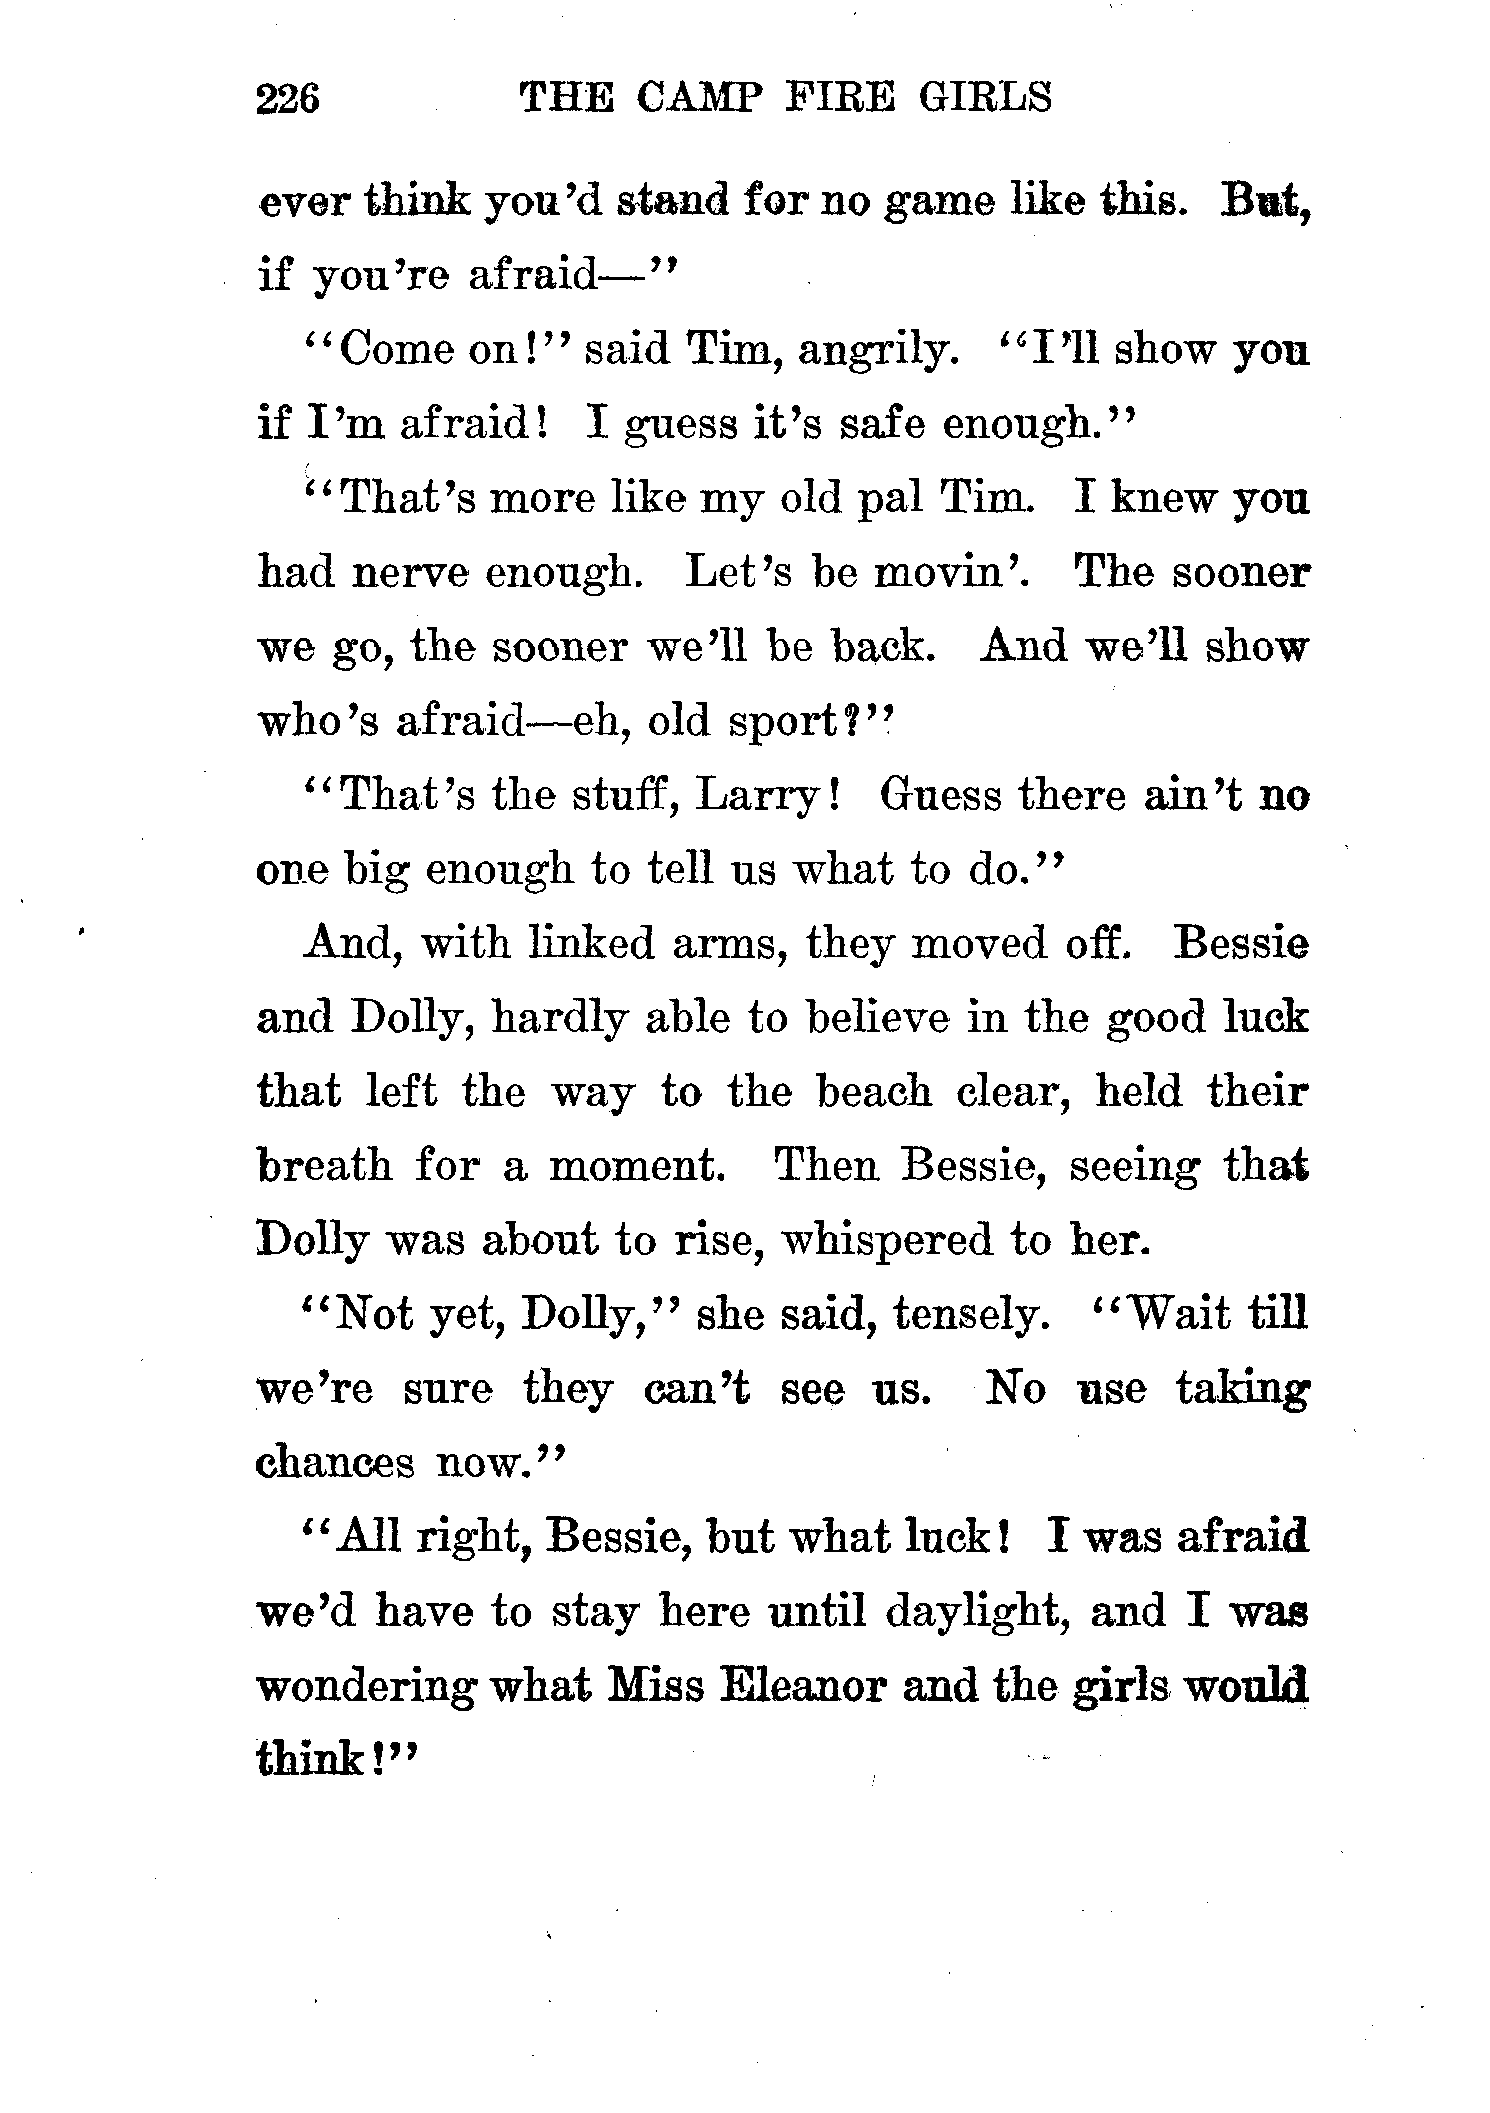 226 THE CAMP FIRE GIRLS
ever think you'd stand for no game like this. But,
if you're afraid—"
"Come on!" said Tim, angrily. "I'll show you
if I'm afraid! I guess it's safe enough."
"That's more like my old pal Tim. I knew you
had nerve enough. Let's be movin'. The sooner
we go, the sooner we'll be back. And we'll show
who's afraid—eh, old sport?"
"That's the stuff, Larry! Guess there ain't no
one big enough to tell us what to do."
And, with linked arms, they moved off. Bessie
and Dolly, hardly able to believe in the good luck
that left the way to the beach clear, held their
breath for a moment. Then Bessie, seeing that
Dolly was about to rise, whispered to her.
"Not yet, Dolly," she said, tensely. "Wait till
we're sure they can't see us. No use taking
chances now."
"All right, Bessie, but what luck! I was afraid
we'd have to stay here until daylight, and I was
wondering what Miss Eleanor and the girls would
think!"